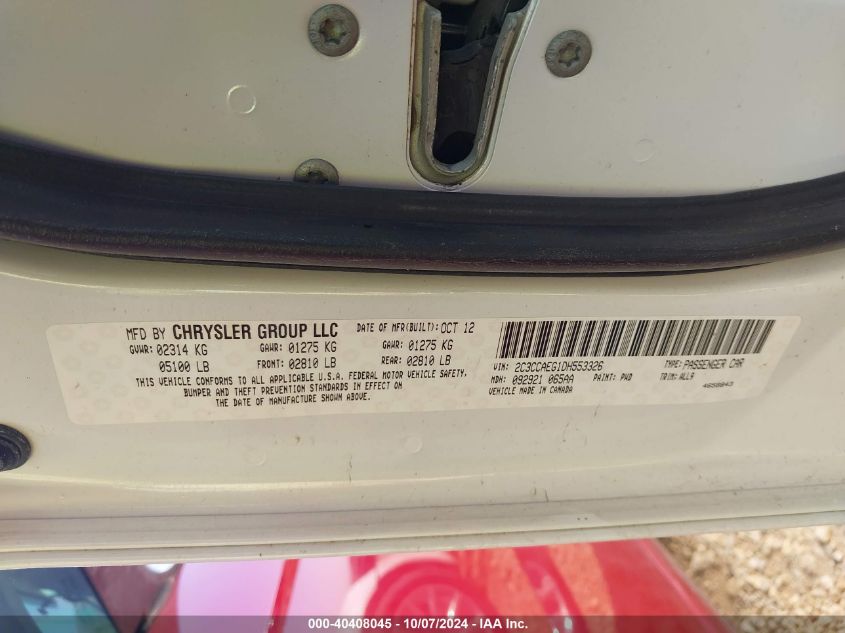 MFD BY CHRYSLER GROUP LLC DATE OF MFR(BUILT): OCT 12
GVWR: 02314 KG GAWR: 01275 KG GAWR: 01275 KG
05100 LB FRONT: 02810 LB REAR: 02810 LB
THIS VEHICLE CONFORMS TO ALL APPLICABLE U.S.A. FEDERAL MOTOR VEHICLE SAFETY,
BUMPER AND THEFT PREVENTION STANDARDS IN EFFECT ON
THE DATE OF MANUFACTURE SHOWN ABOVE.
VIN: 2C3CCAEG1DH553326 TYPE: PASSENGER CAR
MDH: 092921 065AA PAINT: PWD TRIM: ALL9
VEHICLE MADE IN CANADA 4658043
000-40408045 - 10/07/2024 - IAA Inc.